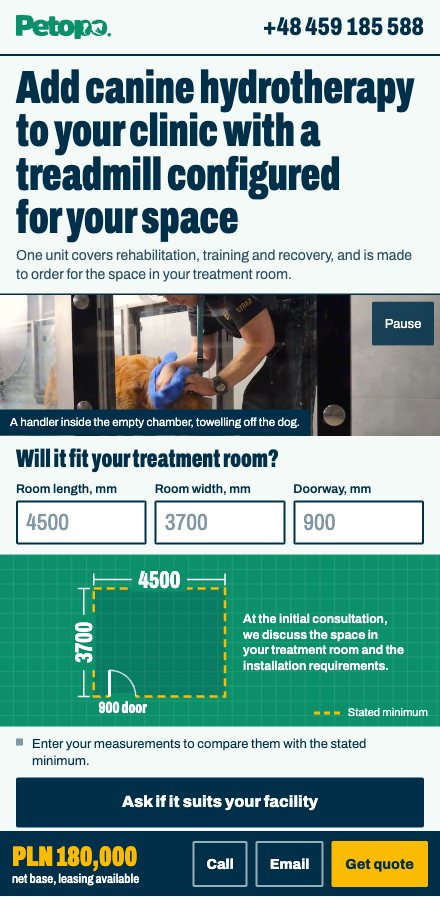 Petopo.
+48 459 185 588
Add canine hydrotherapy
to your clinic with a
treadmill configured
for your space
One unit covers rehabilitation, training and recovery, and is made
to order for the space in your treatment room.
Pause
A handler inside the empty chamber, towelling off the dog.
Will it fit your treatment room?
Room length, mm
Room width, mm
Doorway, mm
4500
3700
900
4500
3700
900 door
At the initial consultation,
we discuss the space in
your treatment room and the
installation requirements.
Stated minimum
Enter your measurements to compare them with the stated
minimum.
Ask if it suits your facility
PLN 180,000
net base, leasing available
Call
Email
Get quote